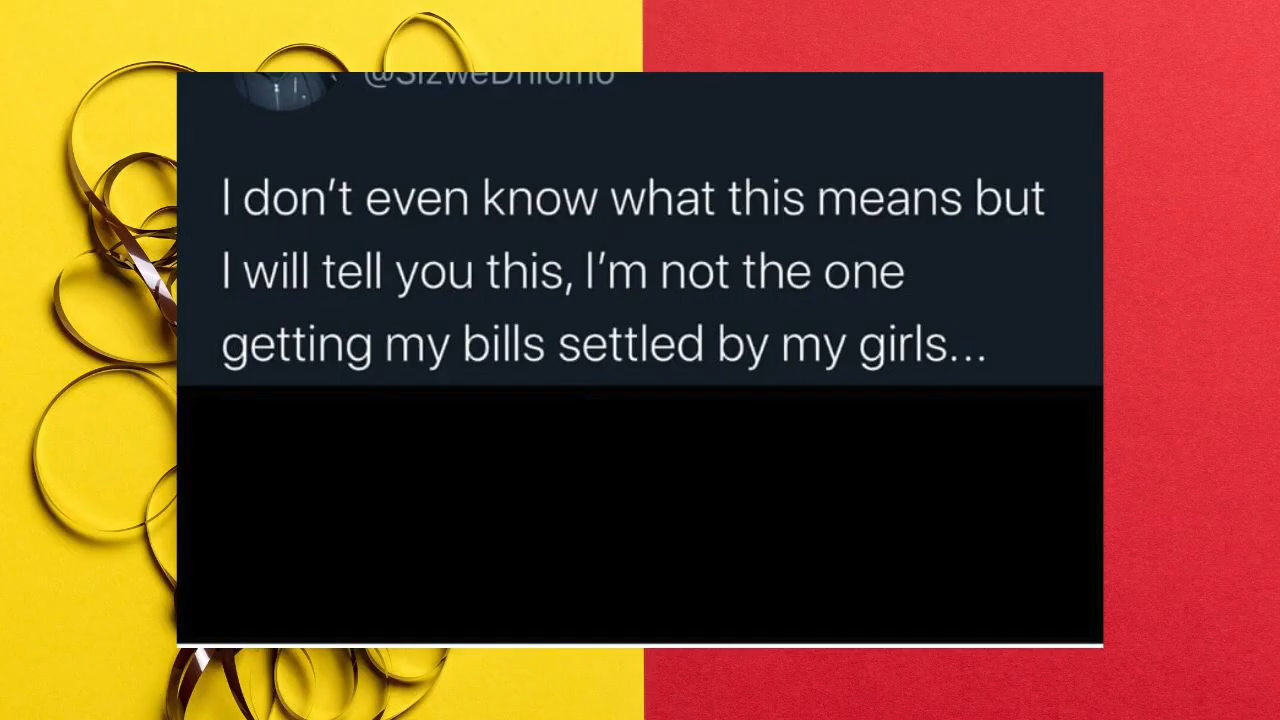 @SizweDhlomo
I don’t even know what this means but
I will tell you this, I’m not the one
getting my bills settled by my girls...